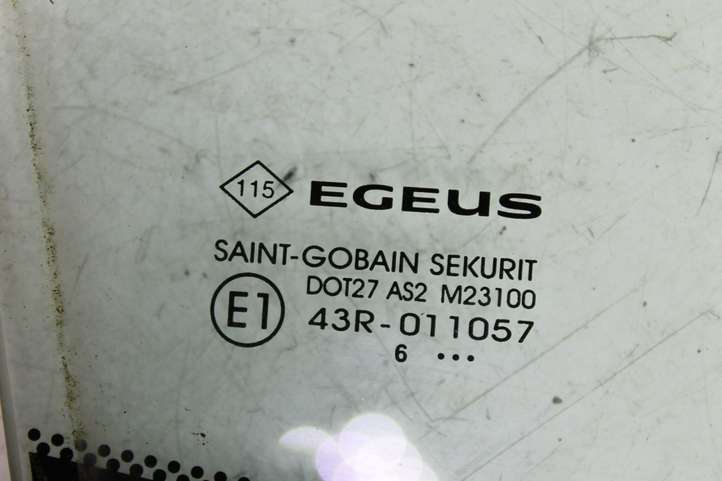 115 EGEUS
SAINT-GOBAIN SEKURIT
DOT27 AS2 M23100
E1 43R-011057
6 •••